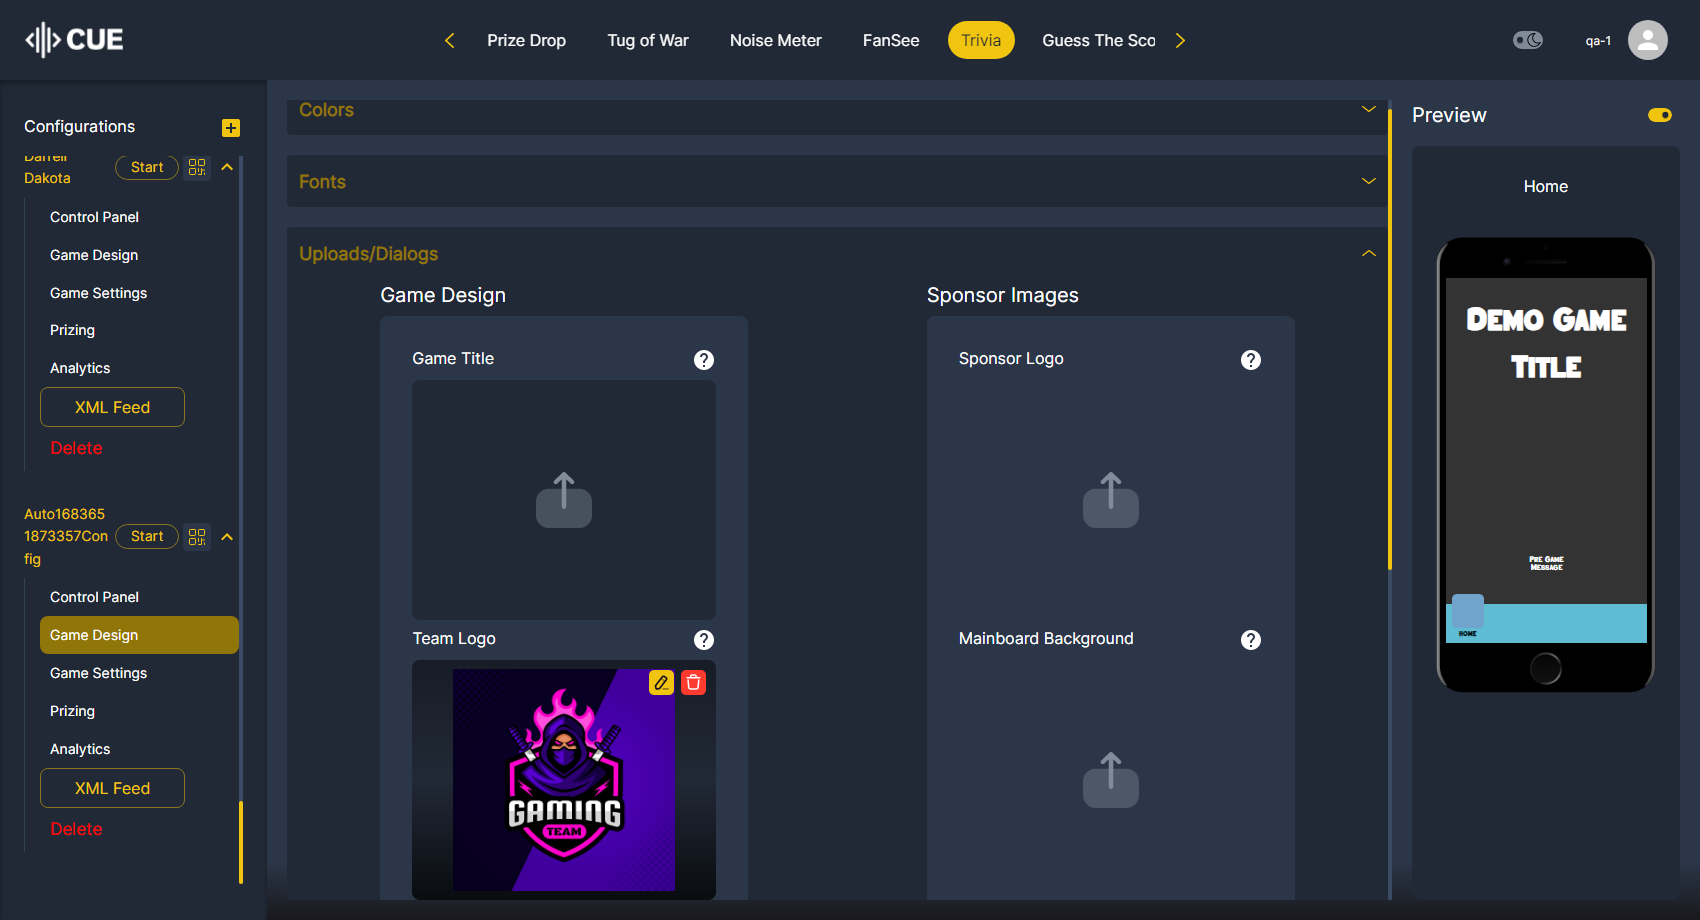 CUE
Prize Drop
Tug of War
Noise Meter
FanSee
Trivia
Guess The Sco
qa-1
Configurations
Darrell
Dakota
Start
Control Panel
Game Design
Game Settings
Prizing
Analytics
XML Feed
Delete
Auto168365
1873357Con
fig
Start
Control Panel
Game Design
Game Settings
Prizing
Analytics
XML Feed
Delete
Colors
Fonts
Uploads/Dialogs
Game Design
Game Title
?
Team Logo
?
GAMING
TEAM
Sponsor Images
Sponsor Logo
?
Mainboard Background
?
Preview
Home
Demo Game
Title
Pre Game
Message
HOME